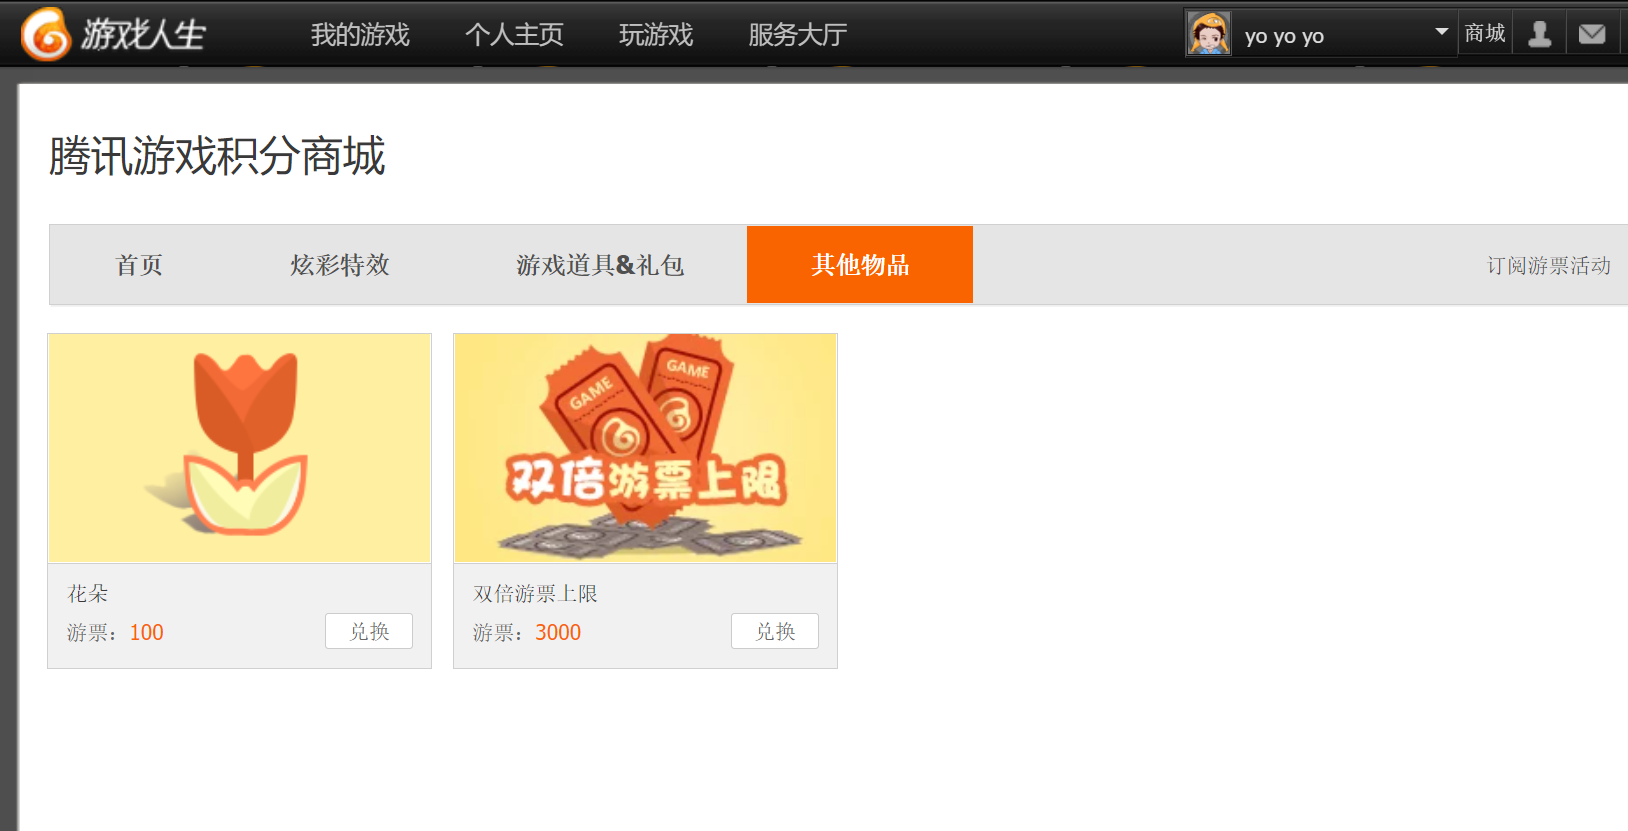 游戏人生
我的游戏
个人主页
玩游戏
服务大厅
yo yo yo
商城
腾讯游戏积分商城
首页
炫彩特效
游戏道具&礼包
其他物品
订阅游票活动
GAME
GAME
双倍游票上限
花朵
游票：100
兑换
双倍游票上限
游票：3000
兑换